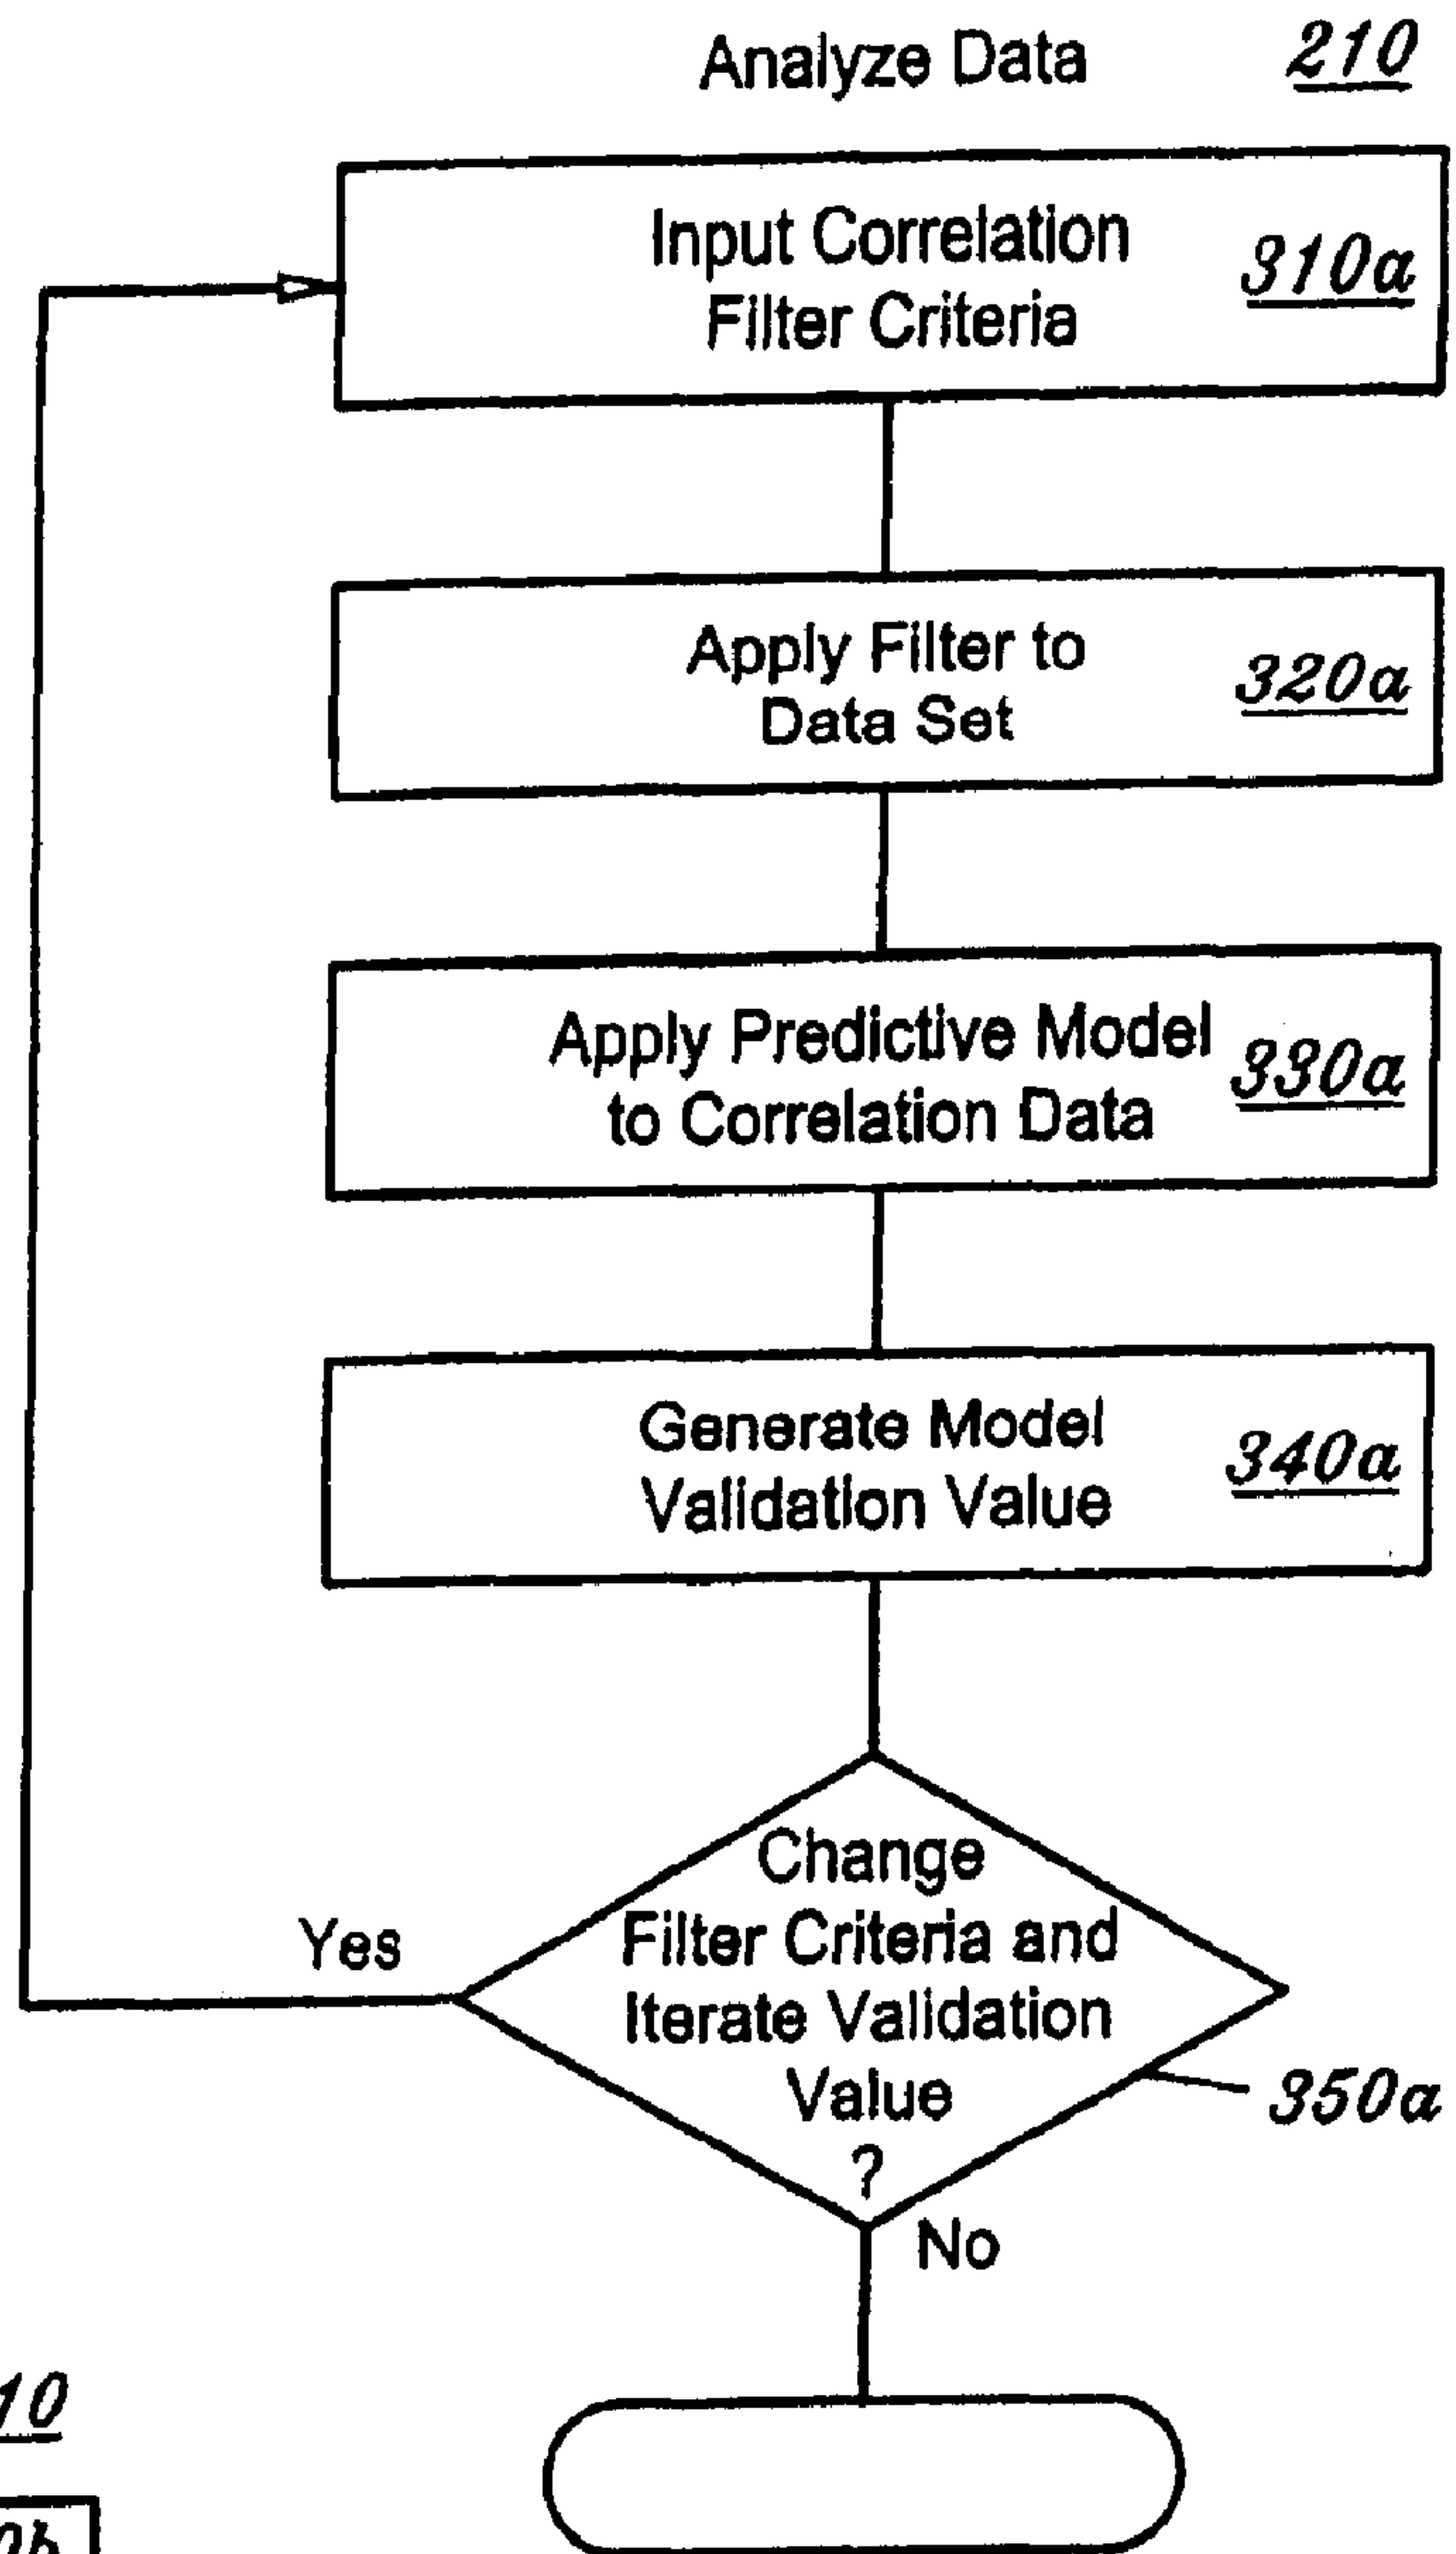 Analyze Data 210
Input Correlation
Filter Criteria
310a
Apply Filter to
Data Set
320a
Apply Predictive Model
to Correlation Data
330a
Generate Model
Validation Value
340a
Change
Filter Criteria and
Iterate Validation
Value
?
350a
Yes
No
10